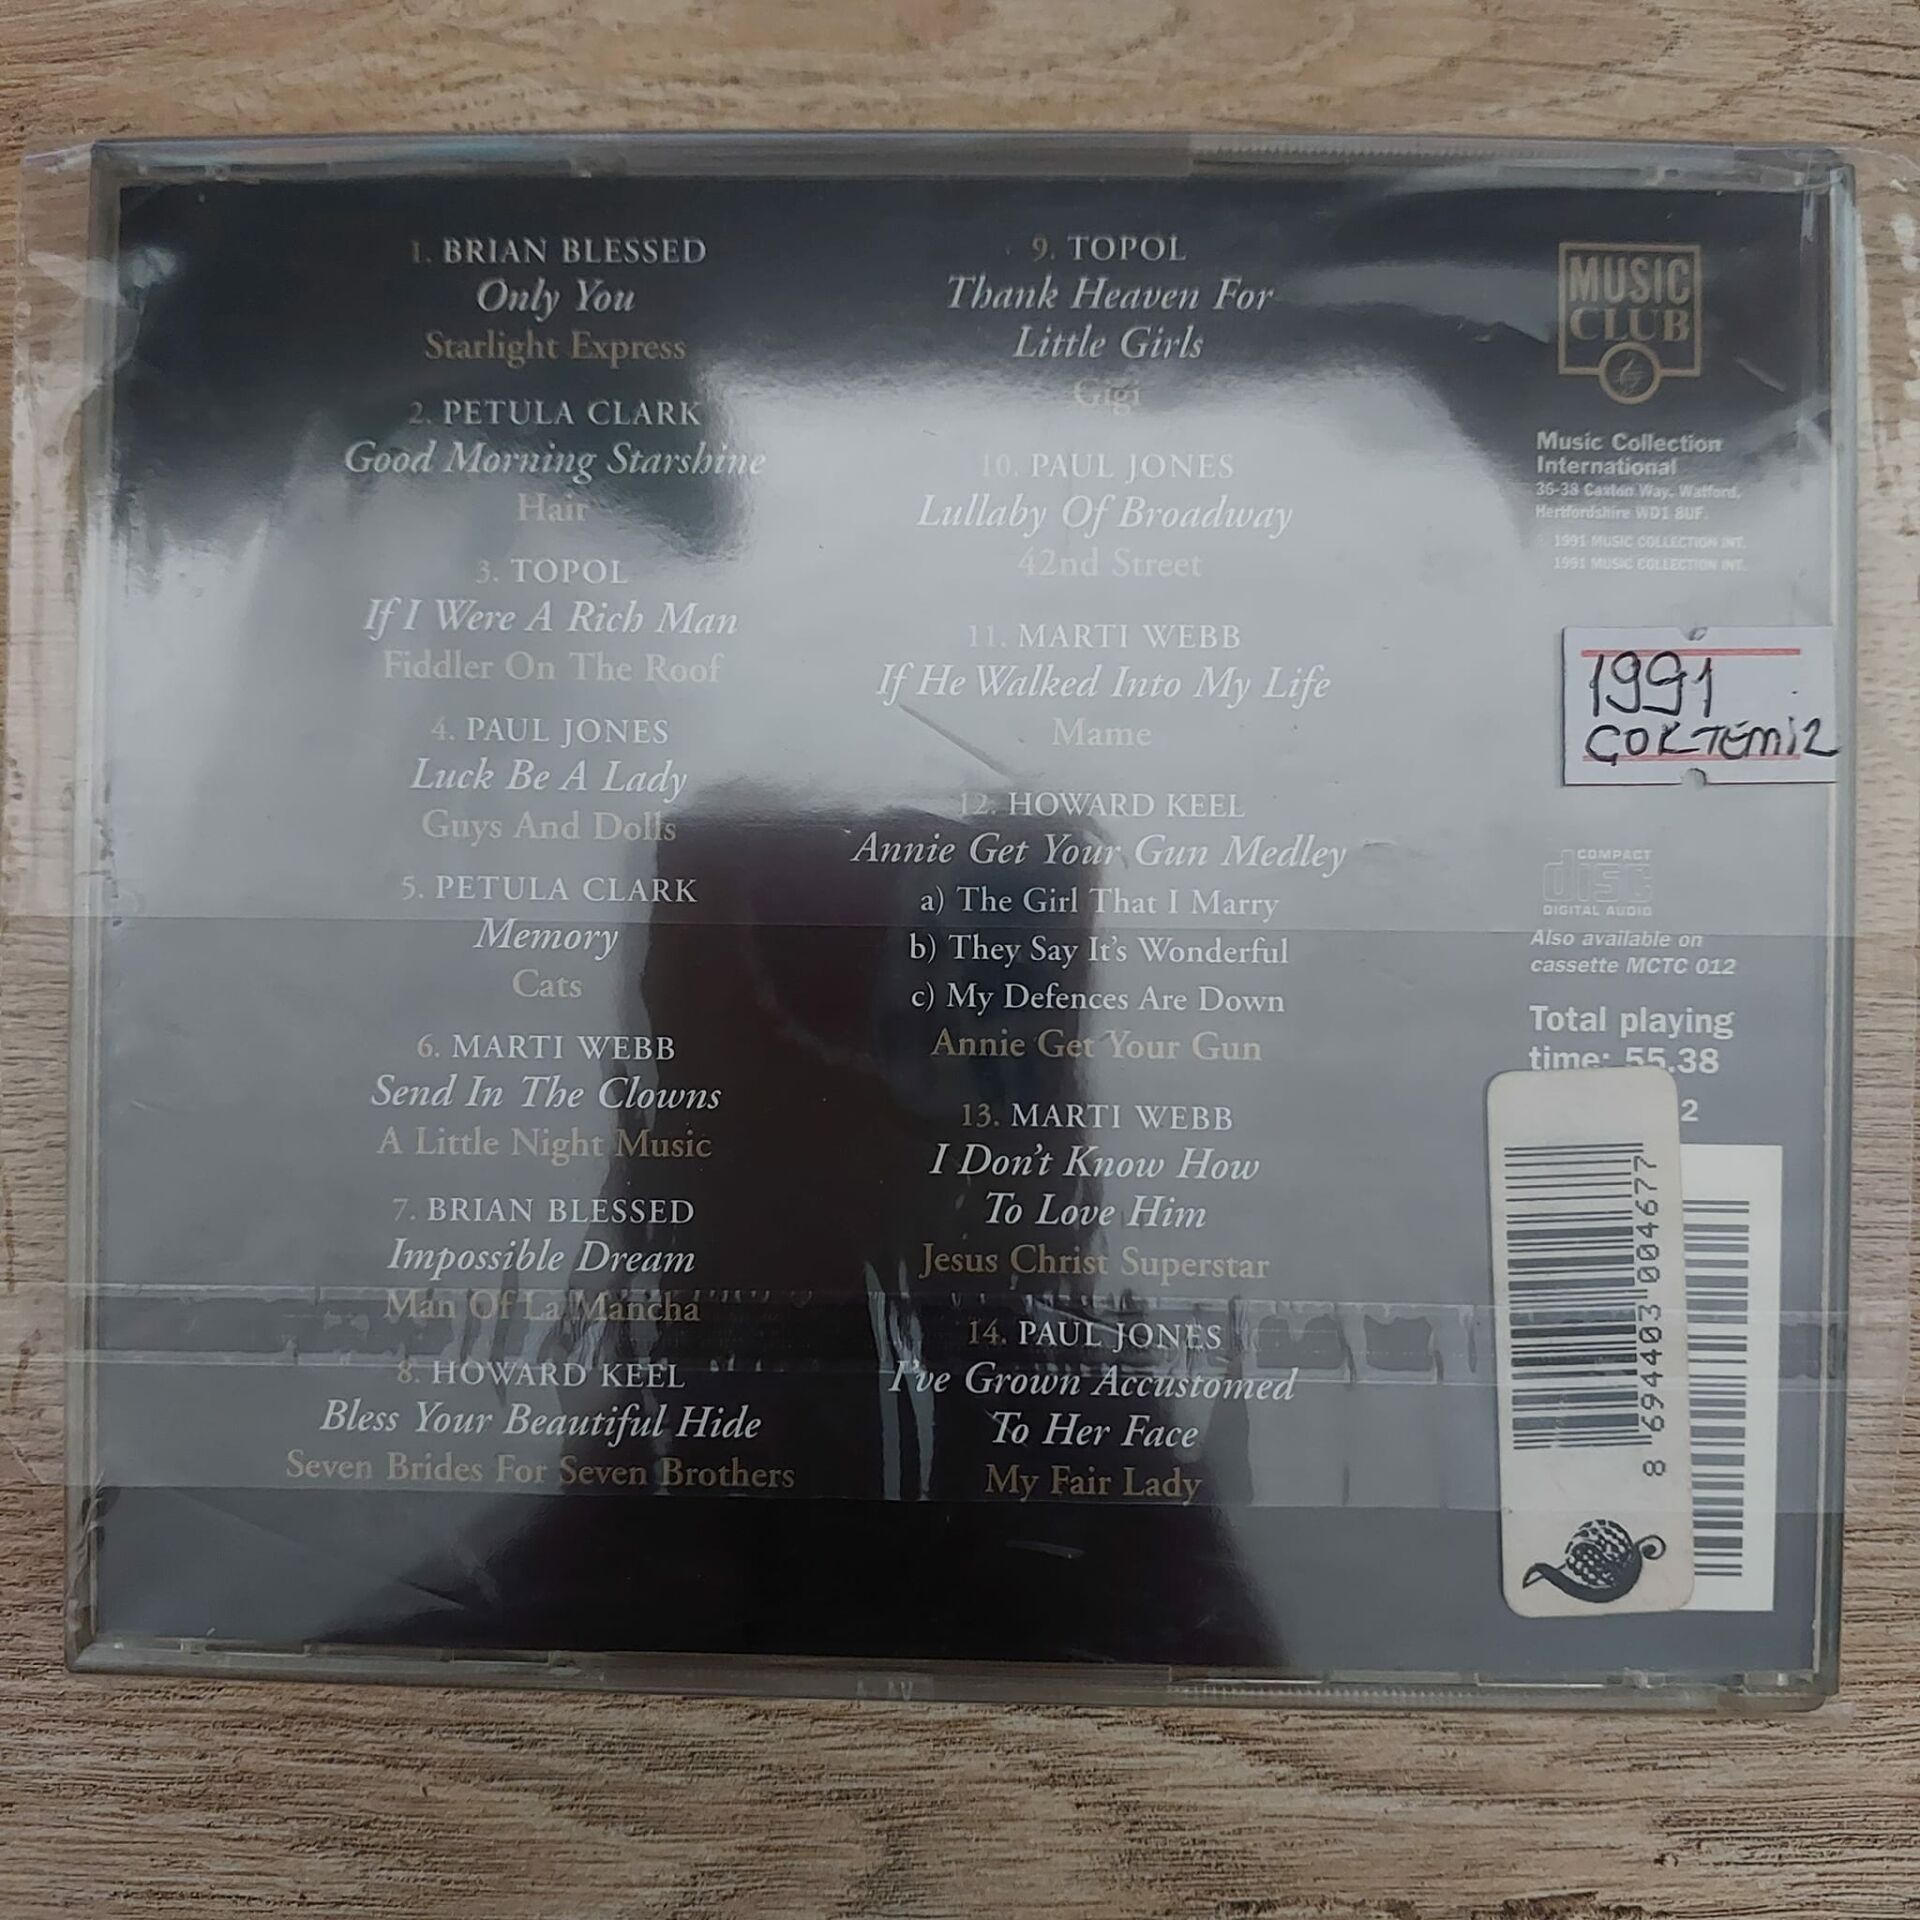 1. BRIAN BLESSED
Only You
Starlight Express
2. PETULA CLARK
Good Morning Starshine
Hair
3. TOPOL
If I Were A Rich Man
Fiddler On The Roof
4. PAUL JONES
Luck Be A Lady
Guys And Dolls
5. PETULA CLARK
Memory
Cats
6. MARTI WEBB
Send In The Clowns
A Little Night Music
7. BRIAN BLESSED
Impossible Dream
Man Of La Mancha
8. HOWARD KEEL
Bless Your Beautiful Hide
Seven Brides For Seven Brothers
9. TOPOL
Thank Heaven For
Little Girls
Gigi
10. PAUL JONES
Lullaby Of Broadway
42nd Street
11. MARTI WEBB
If He Walked Into My Life
Mame
12. HOWARD KEEL
Annie Get Your Gun Medley
a) The Girl That I Marry
b) They Say It's Wonderful
c) My Defences Are Down
Annie Get Your Gun
13. MARTI WEBB
I Don't Know How
To Love Him
Jesus Christ Superstar
14. PAUL JONES
I've Grown Accustomed
To Her Face
My Fair Lady
MUSIC
CLUB
Music Collection
International
36-38 Caxton Way, Watford,
Hertfordshire WD1 8UF.
1991 MUSIC COLLECTION INT.
1991 MUSIC COLLECTION INT.
1991
ÇOK TEMİZ
COMPACT
disc
DIGITAL AUDIO
Also available on
cassette MCTC 012
Total playing
time: 55.38
2
8 694403 004677